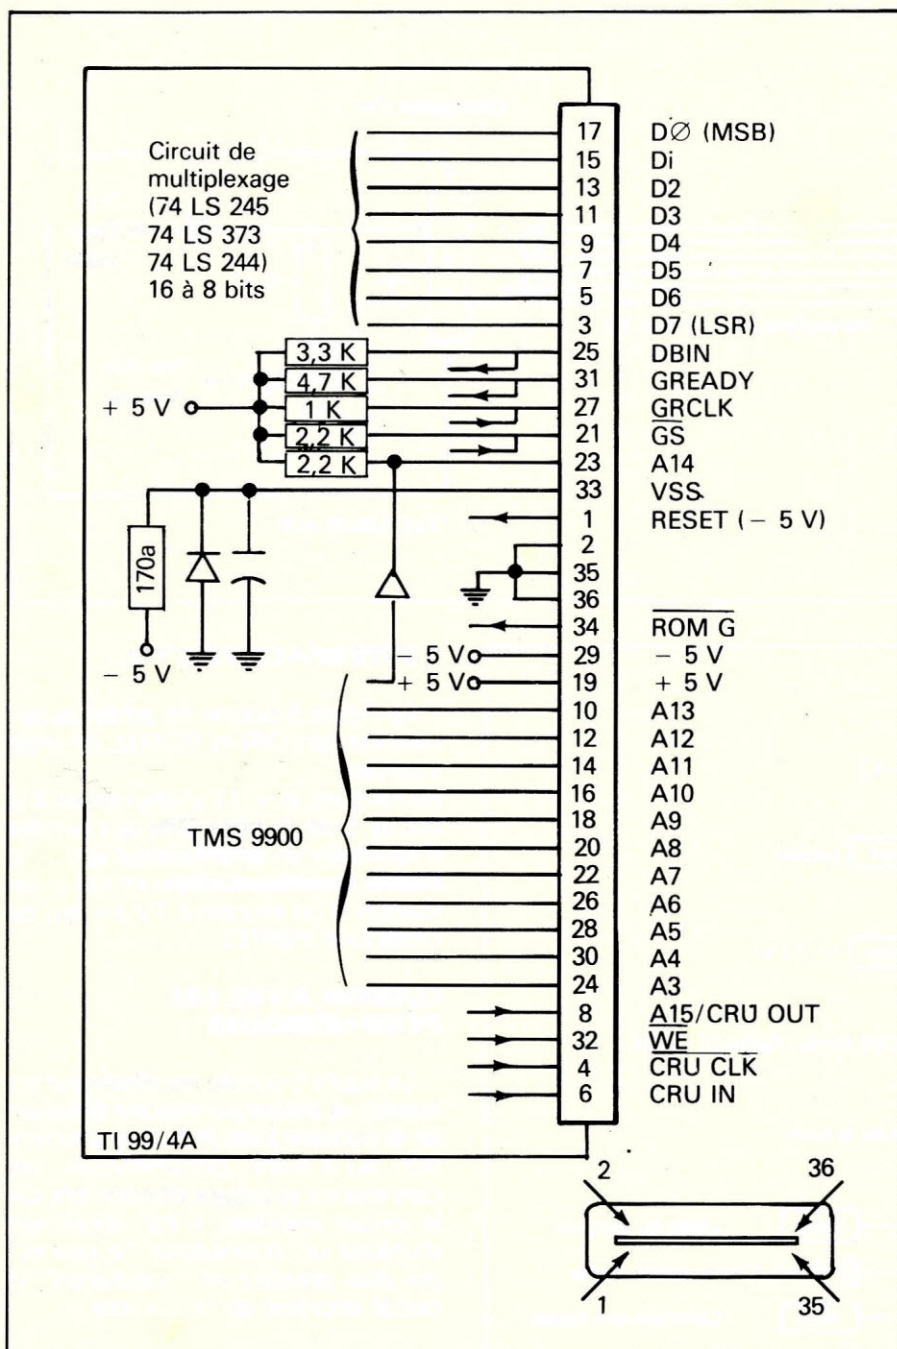 Circuit de
multiplexage
(74 LS 245
74 LS 373
74 LS 244)
16 à 8 bits
17 DØ (MSB)
15 Di
13 D2
11 D3
9 D4
7 D5
5 D6
3 D7 (LSR)
3,3 K 25 DBIN
4,7 K 31 GREADY
+ 5 V 1 K 27 GRCLK
2,2 K 21 GS
2,2 K 23 A14
33 VSS
1 RESET (– 5 V)
2
35
36
170a
– 5 V
34 ROM G
– 5 V 29 – 5 V
+ 5 V 19 + 5 V
10 A13
12 A12
14 A11
16 A10
18 A9
TMS 9900
20 A8
22 A7
26 A6
28 A5
30 A4
24 A3
8 A15/CRU OUT
32 WE
4 CRU CLK
6 CRU IN
TI 99/4A
2 36
1 35